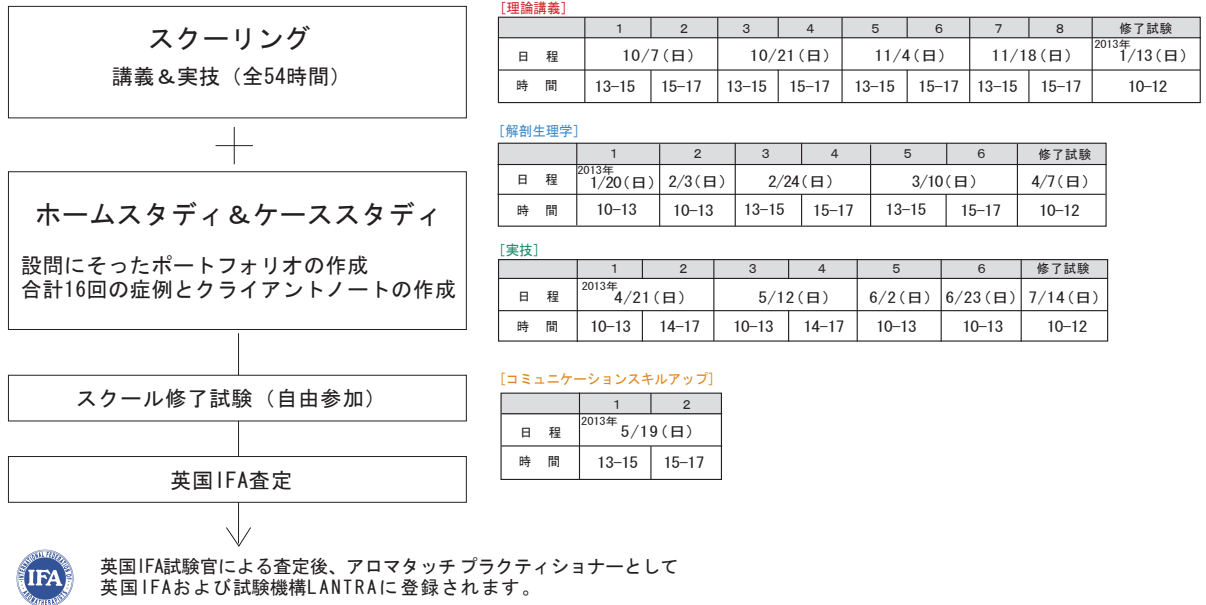 スクーリング
講義＆実技（全54時間）
ホームスタディ＆ケーススタディ
設問にそったポートフォリオの作成
合計16回の症例とクライアントノートの作成
スクール修了試験（自由参加）
英国IFA査定
INTERNATIONAL FEDERATION OF
IFA
AROMATHERAPISTS
英国IFA試験官による査定後、アロマタッチ プラクティショナーとして
英国IFAおよび試験機構LANTRAに登録されます。
[理論講義]
1 2 3 4 5 6 7 8 修了試験
日 程 10/7(日) 10/21(日) 11/4(日) 11/18(日) 2013年 1/13(日)
時 間 13−15 15−17 13−15 15−17 13−15 15−17 13−15 15−17 10−12
[解剖生理学]
1 2 3 4 5 6 修了試験
日 程 2013年 1/20(日) 2/3(日) 2/24(日) 3/10(日) 4/7(日)
時 間 10−13 10−13 13−15 15−17 13−15 15−17 10−12
[実技]
1 2 3 4 5 6 修了試験
日 程 2013年 4/21(日) 5/12(日) 6/2(日) 6/23(日) 7/14(日)
時 間 10−13 14−17 10−13 14−17 10−13 10−13 10−12
[コミュニケーションスキルアップ]
1 2
日 程 2013年 5/19(日)
時 間 13−15 15−17